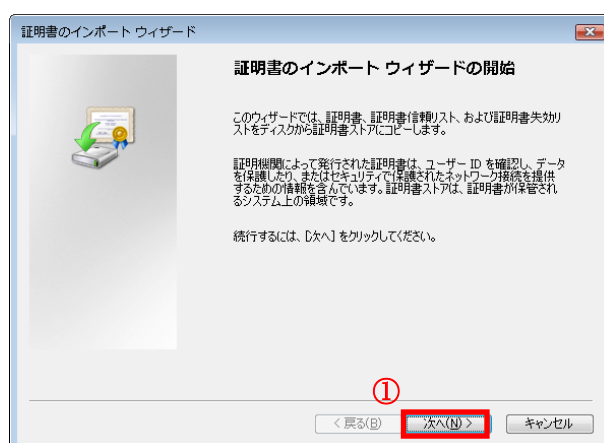 証明書のインポート ウィザード
証明書のインポート ウィザードの開始
このウィザードでは、証明書、証明書信頼リスト、および証明書失効リ
ストをディスクから証明書ストアにコピーします。
証明機関によって発行された証明書は、ユーザー ID を確認し、データ
を保護したり、またはセキュリティで保護されたネットワーク接続を提供
するための情報を含んでいます。証明書ストアは、証明書が保管され
るシステム上の領域です。
続行するには、[次へ] をクリックしてください。
①
< 戻る(B)
次へ(N) >
キャンセル